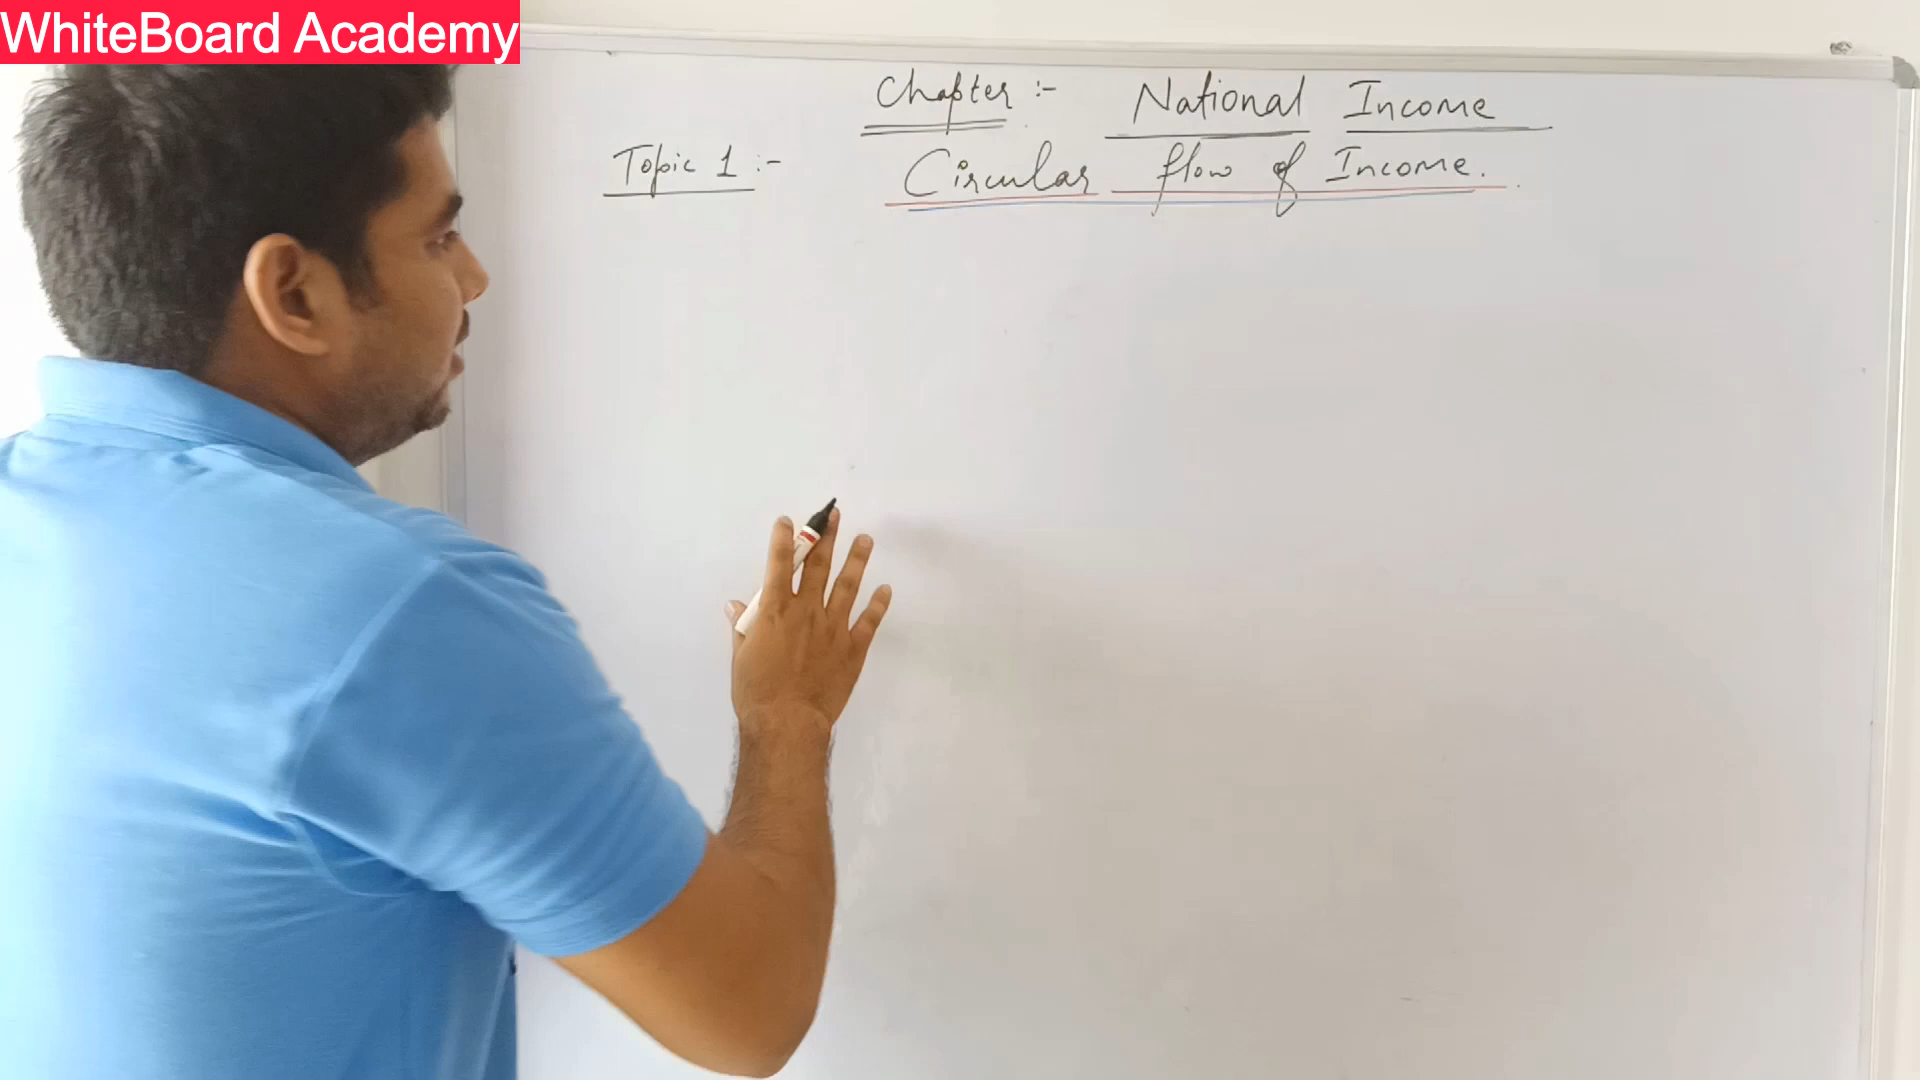 WhiteBoard Academy
Chapter :- National Income
Topic 1 :- Circular flow of Income.